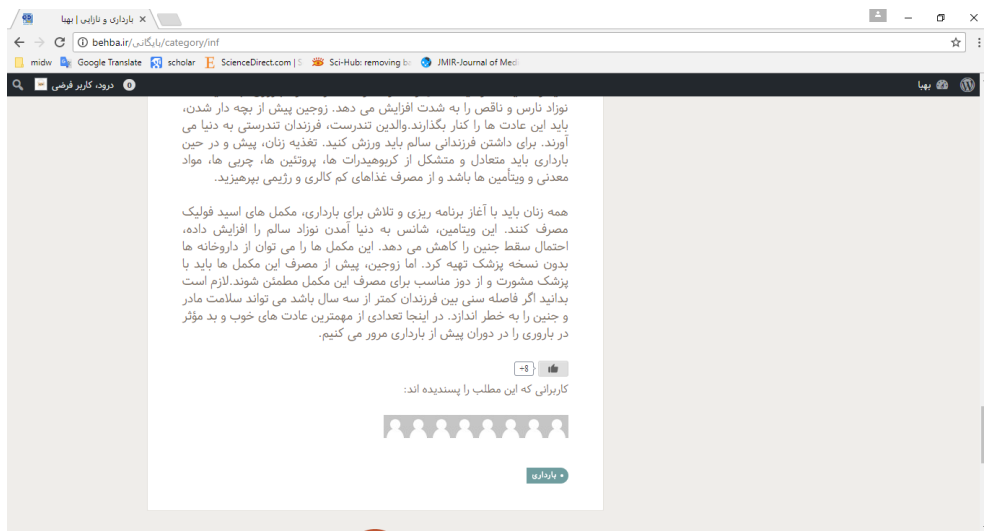 بارداری و نازایی | بهبا
behba.ir/بایگانی/category/inf
midw
Google Translate
scholar
ScienceDirect.com | S
Sci-Hub: removing ba
JMIR-Journal of Med
بهبا
درود، کاربر فرضی
0
نوزاد نارس و ناقص را به شدت افزایش می دهد. زوجین پیش از بچه دار شدن،
باید این عادت ها را کنار بگذارند.والدین تندرست، فرزندان تندرستی به دنیا می
آورند. برای داشتن فرزندانی سالم باید ورزش کنید. تغذیه زنان، پیش و در حین
بارداری باید متعادل و متشکل از کربوهیدرات ها، پروتئین ها، چربی ها، مواد
معدنی و ویتأمین ها باشد و از مصرف غذاهای کم کالری و رژیمی بپرهیزید.
همه زنان باید با آغاز برنامه ریزی و تلاش برای بارداری، مکمل های اسید فولیک
مصرف کنند. این ویتامین، شانس به دنیا آمدن نوزاد سالم را افزایش داده،
احتمال سقط جنین را کاهش می دهد. این مکمل ها را می توان از داروخانه ها
بدون نسخه پزشک تهیه کرد. اما زوجین، پیش از مصرف این مکمل ها باید با
پزشک مشورت و از دوز مناسب برای مصرف این مکمل مطمئن شوند.لازم است
بدانید اگر فاصله سنی بین فرزندان کمتر از سه سال باشد می تواند سلامت مادر
و جنین را به خطر اندازد. در اینجا تعدادی از مهمترین عادت های خوب و بد مؤثر
در باروری را در دوران پیش از بارداری مرور می کنیم.
+8
کاربرانی که این مطلب را پسندیده اند:
بارداری